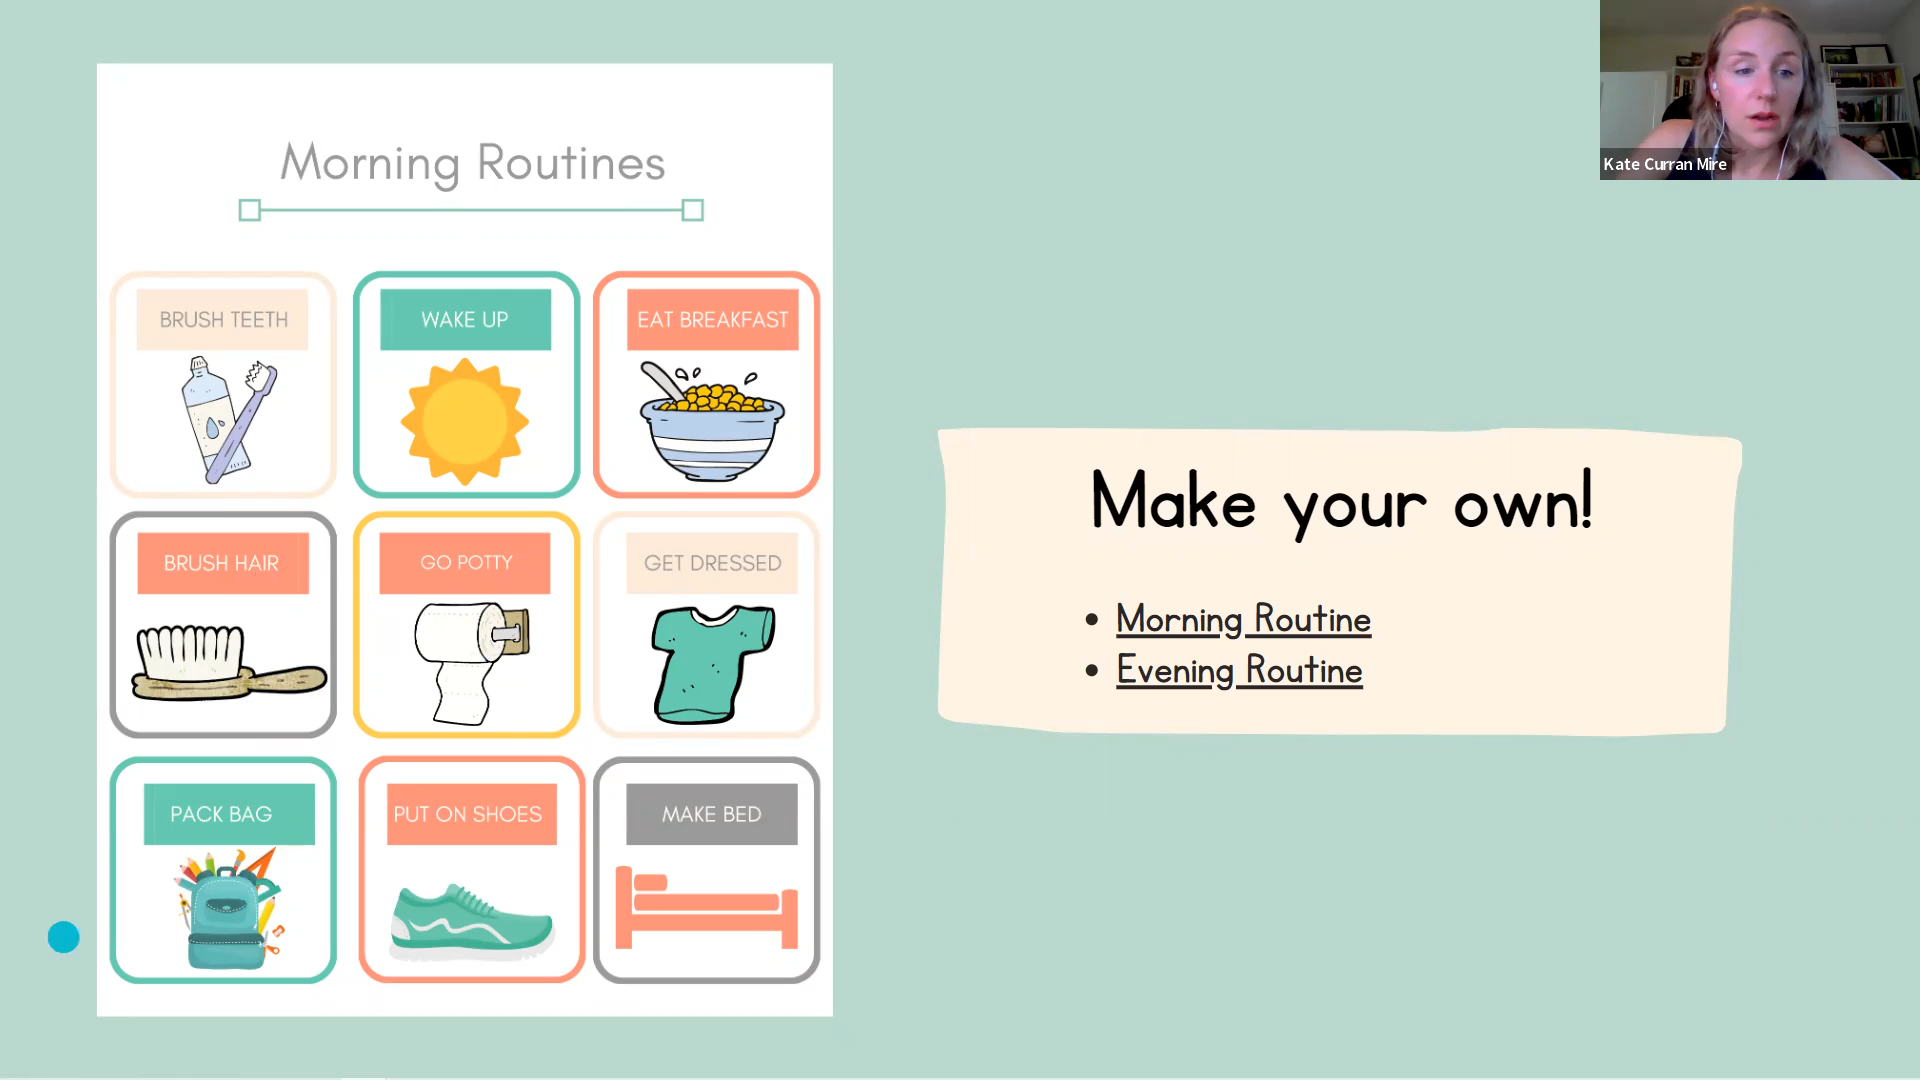 Kate Curran Mire
Morning Routines
BRUSH TEETH
WAKE UP
EAT BREAKFAST
BRUSH HAIR
GO POTTY
GET DRESSED
PACK BAG
PUT ON SHOES
MAKE BED
Make your own!
• Morning Routine
• Evening Routine